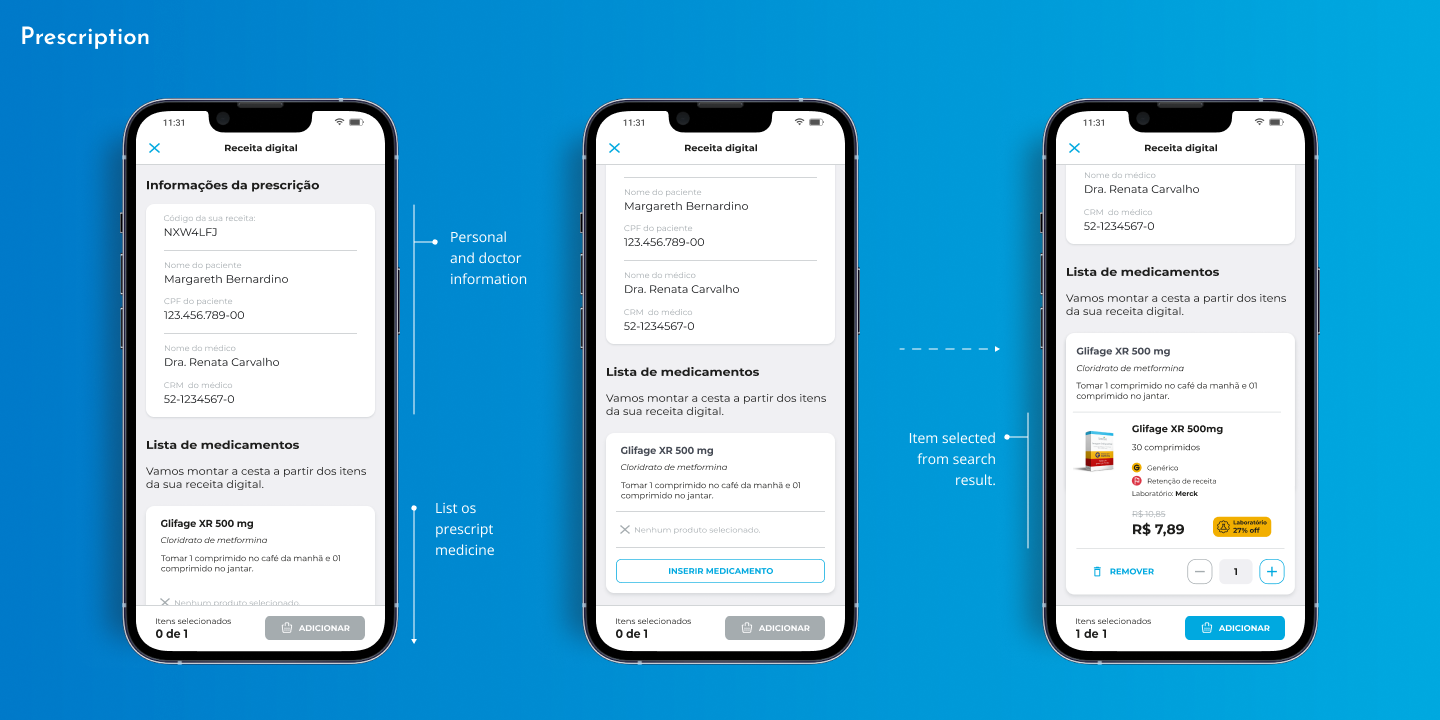 Prescription
11:31
Receita digital
Informações da prescrição
Código da sua receita:
NXW4LFJ
Nome do paciente
Margareth Bernardino
CPF do paciente
123.456.789-00
Nome do médico
Dra. Renata Carvalho
CRM do médico
52-1234567-0
Lista de medicamentos
Vamos montar a cesta a partir dos itens
da sua receita digital.
Glifage XR 500 mg
Cloridrato de metformina
Tomar 1 comprimido no café da manhã e 01
comprimido no jantar.
Nenhum produto selecionado.
Itens selecionados
0 de 1
ADICIONAR
Personal
and doctor
information
List os
prescript
medicine
11:31
Receita digital
Nome do paciente
Margareth Bernardino
CPF do paciente
123.456.789-00
Nome do médico
Dra. Renata Carvalho
CRM do médico
52-1234567-0
Lista de medicamentos
Vamos montar a cesta a partir dos itens
da sua receita digital.
Glifage XR 500 mg
Cloridrato de metformina
Tomar 1 comprimido no café da manhã e 01
comprimido no jantar.
Nenhum produto selecionado.
INSERIR MEDICAMENTO
Itens selecionados
0 de 1
ADICIONAR
Item selected
from search
result.
11:31
Receita digital
Nome do médico
Dra. Renata Carvalho
CRM do médico
52-1234567-0
Lista de medicamentos
Vamos montar a cesta a partir dos itens
da sua receita digital.
Glifage XR 500 mg
Cloridrato de metformina
Tomar 1 comprimido no café da manhã e 01
comprimido no jantar.
Glifage XR 500mg
30 comprimidos
G Genérico
Retenção de receita
Laboratório: Merck
R$ 10,85
R$ 7,89
Laboratório
27% off
REMOVER
1
Itens selecionados
1 de 1
ADICIONAR